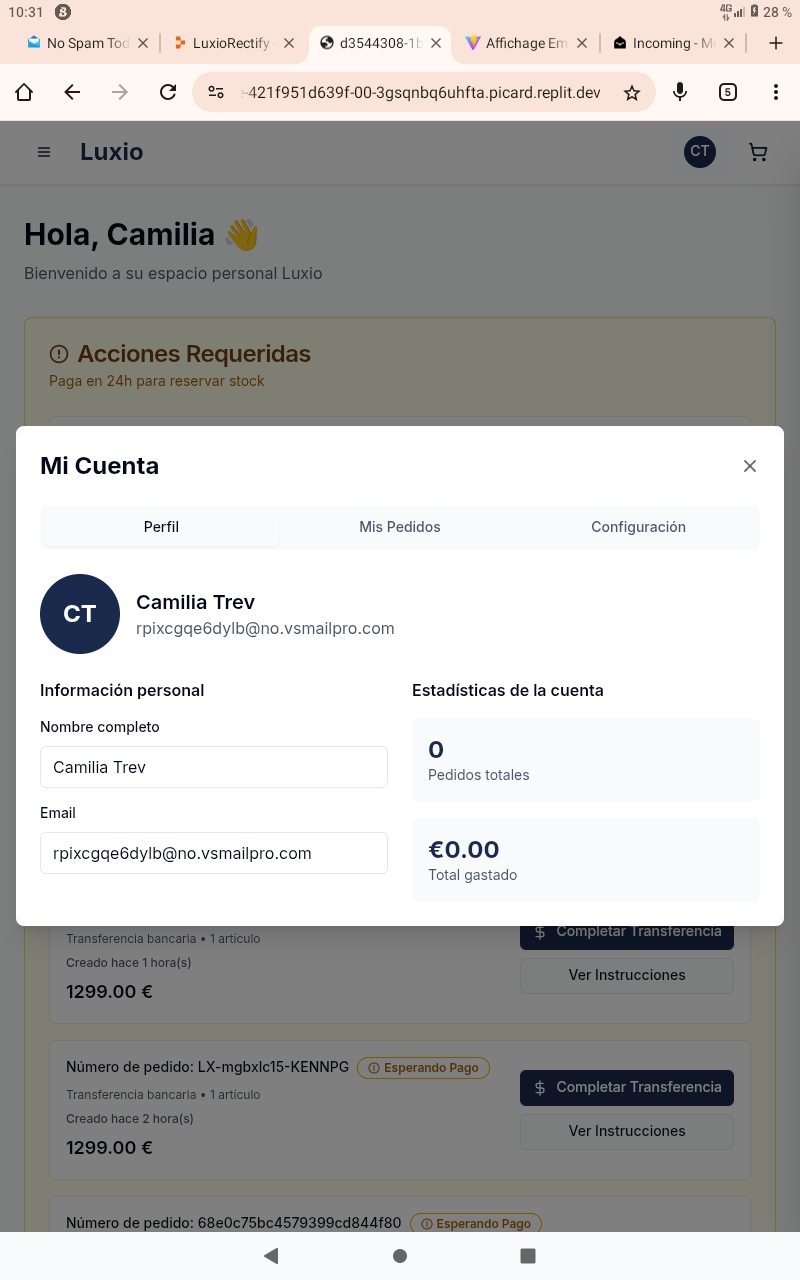 10:31
4G
28 %
No Spam Tod
LuxioRectify
d3544308-1b
Affichage Em
Incoming - M
-421f951d639f-00-3gsqnbq6uhfta.picard.replit.dev
5
Luxio
CT
Hola, Camilia 👋
Bienvenido a su espacio personal Luxio
Acciones Requeridas
Paga en 24h para reservar stock
Mi Cuenta
Perfil
Mis Pedidos
Configuración
CT
Camilia Trev
rpixcgqe6dylb@no.vsmailpro.com
Información personal
Estadísticas de la cuenta
Nombre completo
Camilia Trev
0
Pedidos totales
Email
rpixcgqe6dylb@no.vsmailpro.com
€0.00
Total gastado
Transferencia bancaria • 1 artículo
Completar Transferencia
Creado hace 1 hora(s)
Ver Instrucciones
1299.00 €
Número de pedido: LX-mgbxlc15-KENNPG
Esperando Pago
Transferencia bancaria • 1 artículo
Completar Transferencia
Creado hace 2 hora(s)
Ver Instrucciones
1299.00 €
Número de pedido: 68e0c75bc4579399cd844f80
Esperando Pago